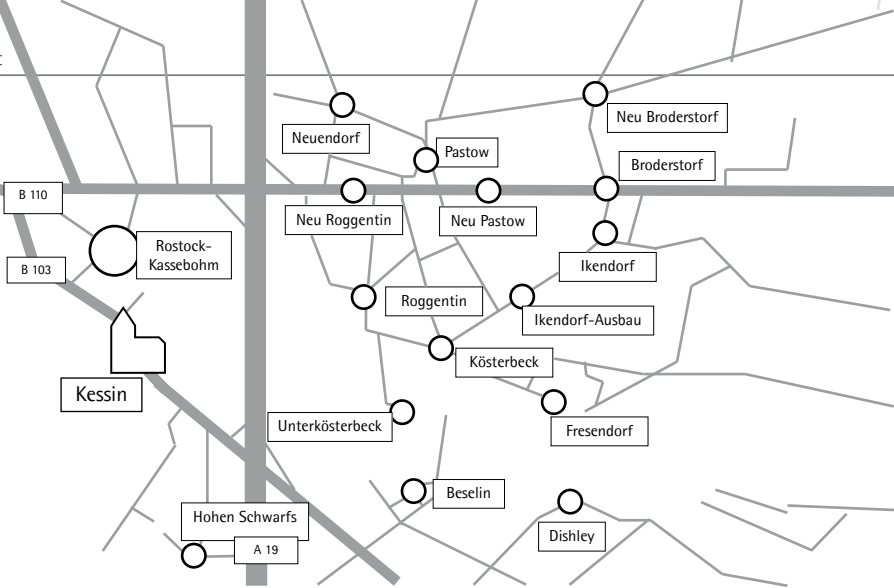 Neu Broderstorf
Neuendorf
Pastow
Broderstorf
B 110
Neu Roggentin
Neu Pastow
Rostock-
Kassebohm
B 103
Ikendorf
Roggentin
Ikendorf-Ausbau
Kösterbeck
Kessin
Unterkösterbeck
Fresendorf
Beselin
Hohen Schwarfs
Dishley
A 19